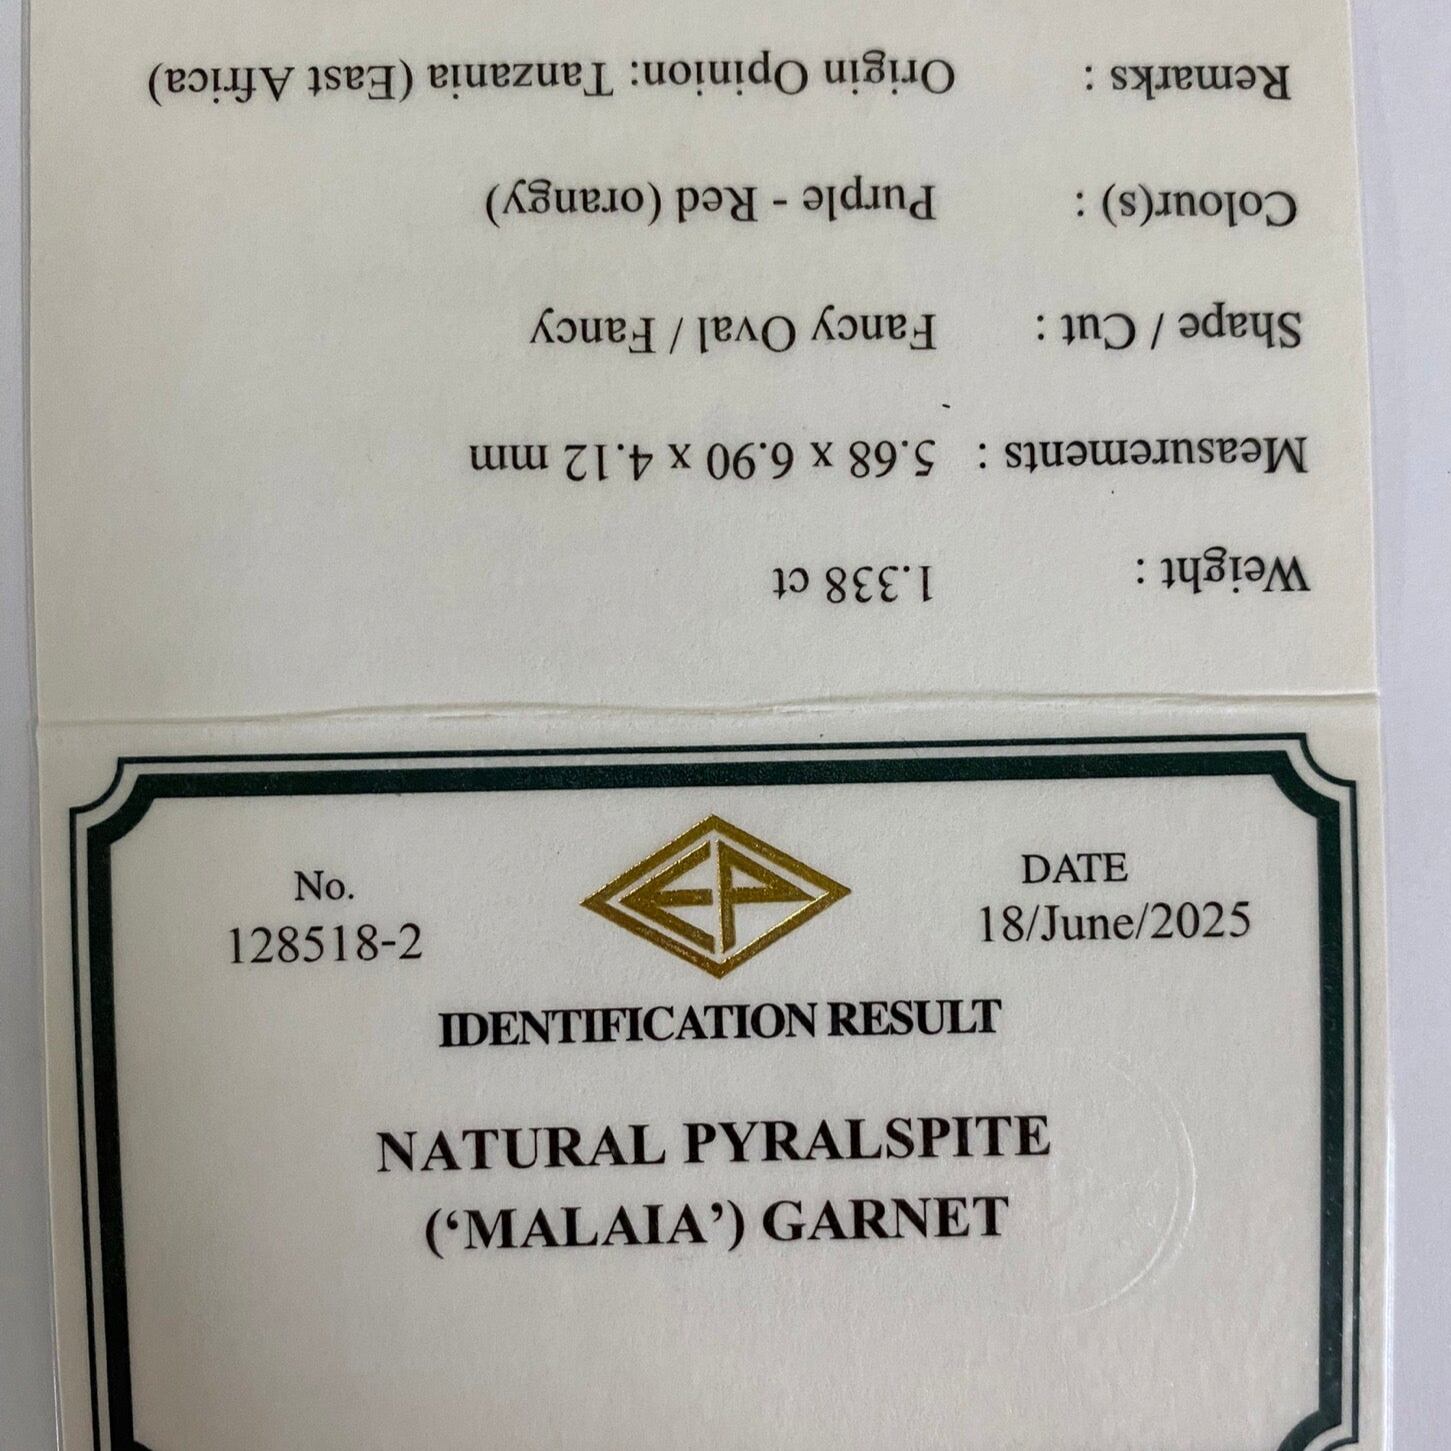 No.
128518-2
EP
DATE
18/June/2025
IDENTIFICATION RESULT
NATURAL PYRALSPITE
(‘MALAIA’) GARNET
Weight : 1.338 ct
Measurements : 5.68 x 6.90 x 4.12 mm
Shape / Cut : Fancy Oval / Fancy
Colour(s) : Purple - Red (orangy)
Remarks : Origin Opinion: Tanzania (East Africa)